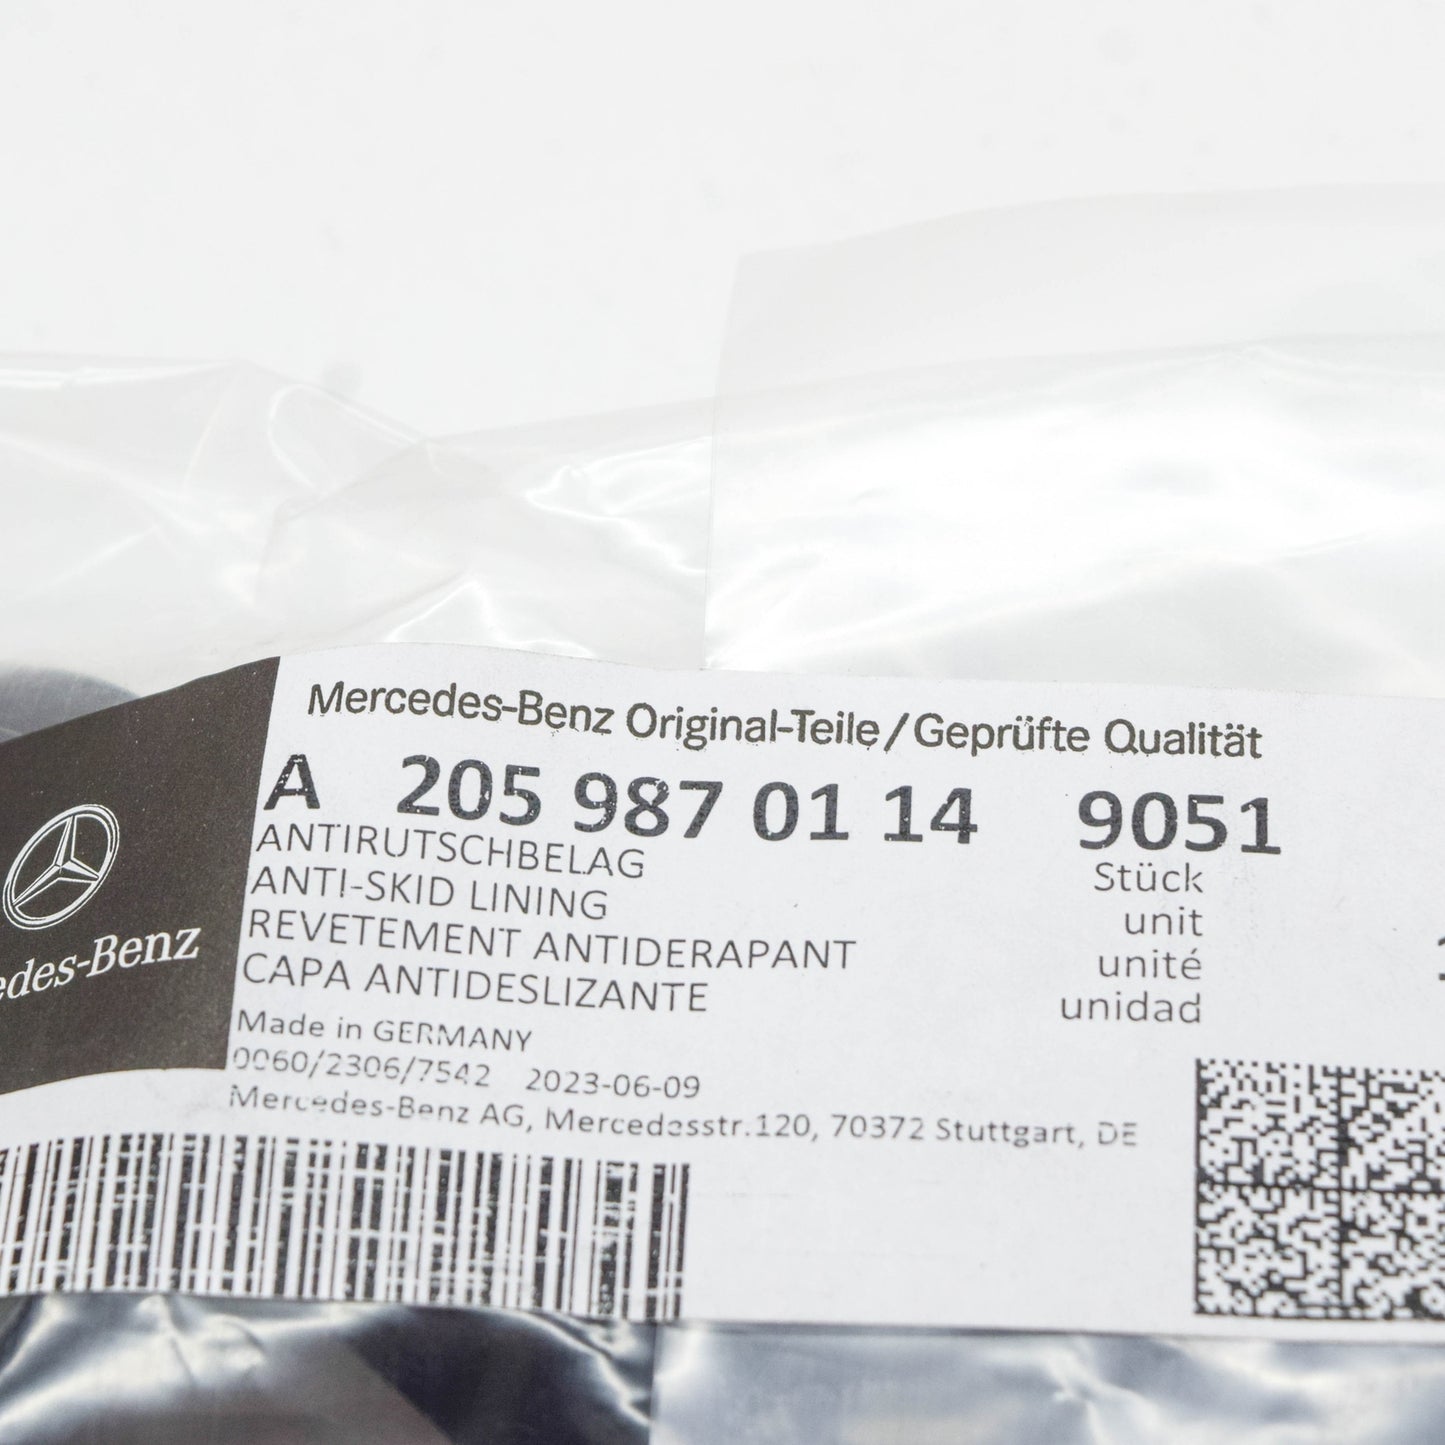 Mercedes-Benz Original-Teile/Geprüfte Qualität
A 205 987 01 14 9051
ANTIRUTSCHBELAG
ANTI-SKID LINING
REVETEMENT ANTIDERAPANT
CAPA ANTIDESLIZANTE
Stück
unit
unité
unidad
Made in GERMANY
0060/2306/7542 2023-06-09
Mercedes-Benz AG, Mercedesstr.120, 70372 Stuttgart, DE
edes-Benz